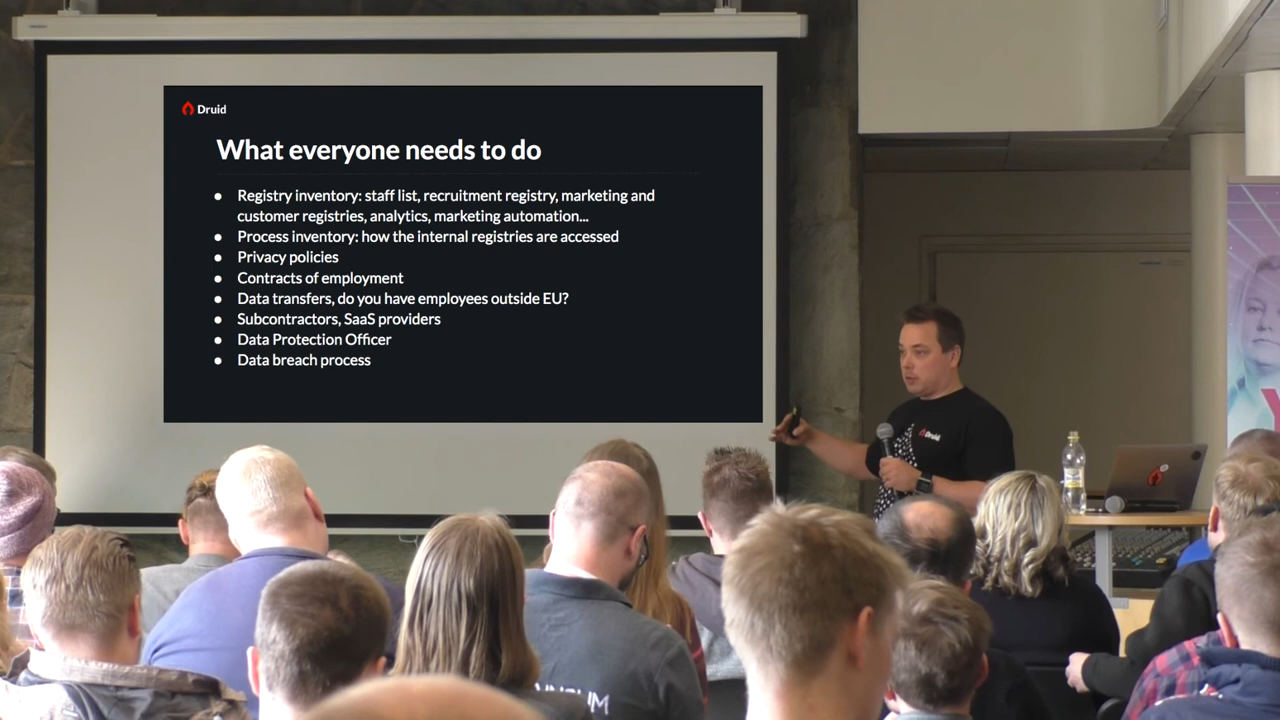 Druid
What everyone needs to do
● Registry inventory: staff list, recruitment registry, marketing and
customer registries, analytics, marketing automation...
● Process inventory: how the internal registries are accessed
● Privacy policies
● Contracts of employment
● Data transfers, do you have employees outside EU?
● Subcontractors, SaaS providers
● Data Protection Officer
● Data breach process
Druid